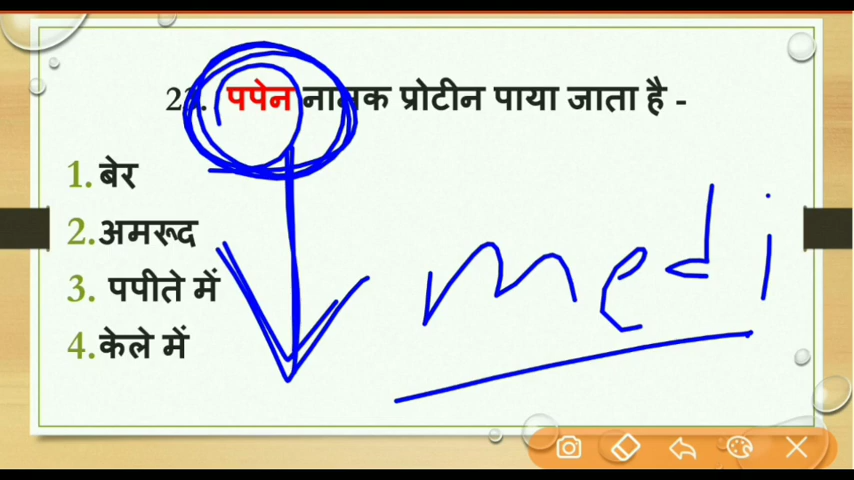 पपेन नामक प्रोटीन पाया जाता है -
1. बेर
2.अमरूद
3. पपीते में
4.केले में
medi